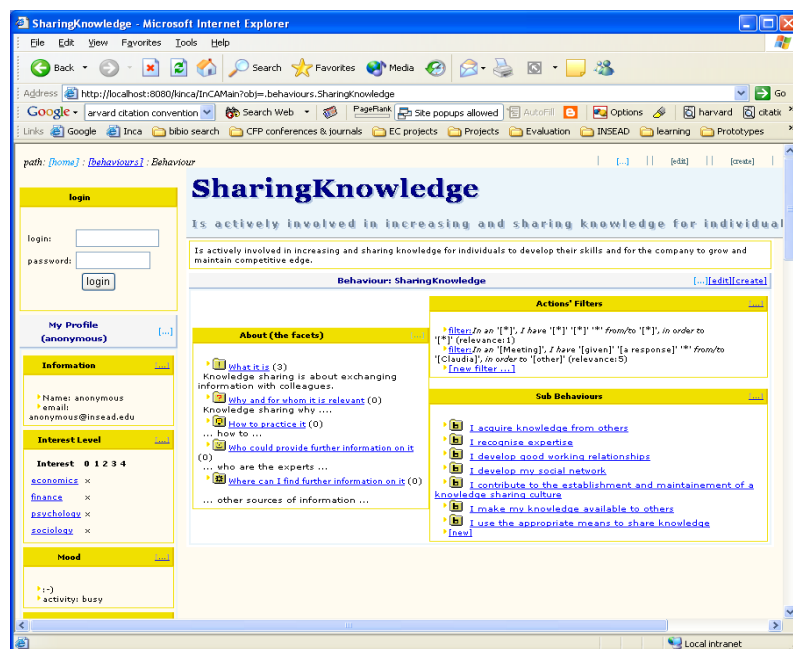 SharingKnowledge - Microsoft Internet Explorer
File Edit View Favorites Tools Help
Back Search Favorites Media
Address http://localhost:8080/kinca/InCAMain?obj=.behaviours.SharingKnowledge Go
Google arvard citation convention Search Web PageRank Site popups allowed AutoFill Options harvard citatic
Links Google Inca bibio search CFP conferences & journals EC projects Projects Evaluation INSEAD learning Prototypes
path: [home] : [behaviours] : Behaviour | [...] | | [edit] | | [create] |
SharingKnowledge
Is actively involved in increasing and sharing knowledge for individual
Is actively involved in increasing and sharing knowledge for individuals to develop their skills and for the company to grow and
maintain competitive edge.
login
login:
password:
login
My Profile
(anonymous) [...]
Information [...]
Name: anonymous
email:
anonymous@insead.edu
Interest Level [...]
Interest 0 1 2 3 4
economics x
finance x
psychology x
sociology x
Mood [...]
:-)
activity: busy
Behaviour: SharingKnowledge [...][edit][create]
About (the facets) [...]
What it is (3)
Knowledge sharing is about exchanging
information with colleagues.
Why and for whom it is relevant (0)
Knowledge sharing why ....
How to practice it (0)
... how to ...
Who could provide further information on it
(0)
... who are the experts ...
Where can I find further information on it (0)
... other sources of information ...
Actions' Filters [...]
filter:In an '[*]', I have '[*]' '[*]' '*' from/to '[*]', in order to
'[*]' (relevance:1)
filter:In an '[Meeting]', I have '[given]' '[a response]' '*' from/to
'[Claudia]', in order to '[other]' (relevance:5)
[new filter ...]
Sub Behaviours [...]
I acquire knowledge from others
I recognise expertise
I develop good working relationships
I develop my social network
I contribute to the establishment and maintainement of a
knowledge sharing culture
I make my knowledge available to others
I use the appropriate means to share knowledge
[new]
Local intranet